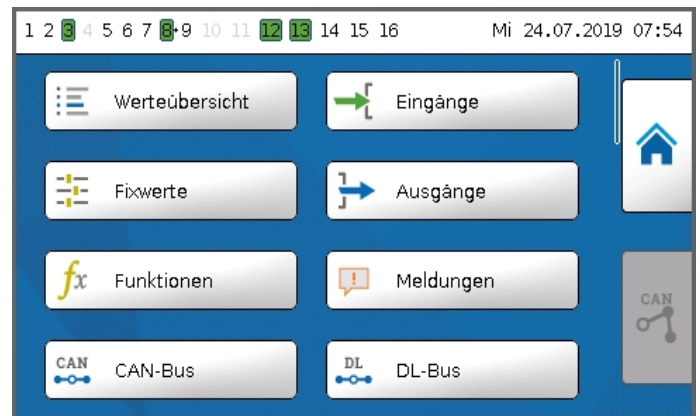 1 2 3 4 5 6 7 8+9 10 11 12 13 14 15 16 Mi 24.07.2019 07:54
Werteübersicht Eingänge
Fixwerte Ausgänge
fx Funktionen ! Meldungen
CAN
CAN CAN-Bus DL DL-Bus